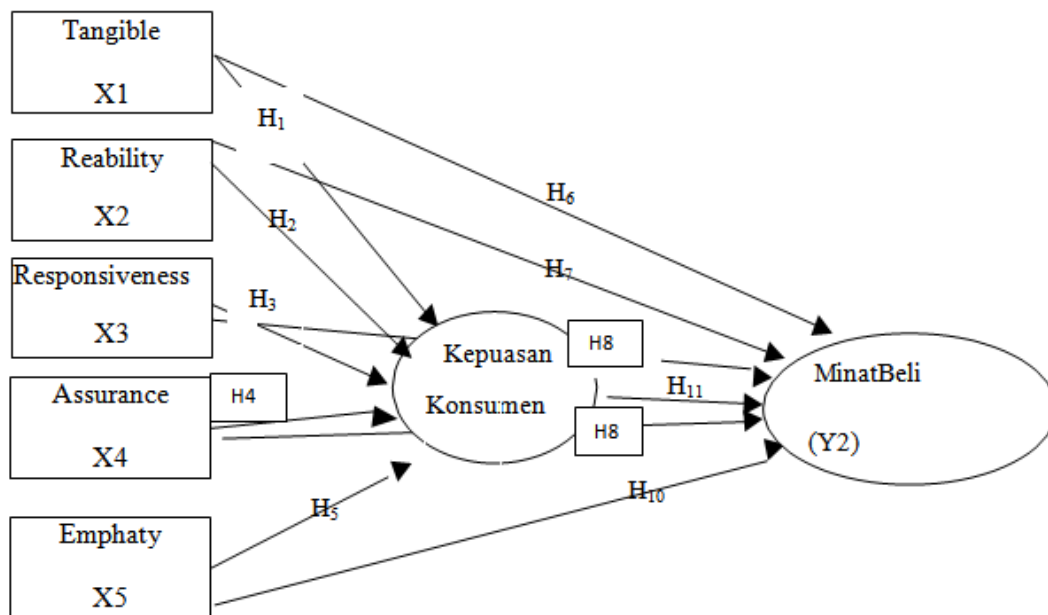 Tangible
X1
H1
Reability
X2
H2
H6
H7
Responsiveness
X3
H3
Kepuasan
Konsumen
H8
H11
H8
MinatBeli
(Y2)
Assurance
X4
H4
H5
H10
Emphaty
X5